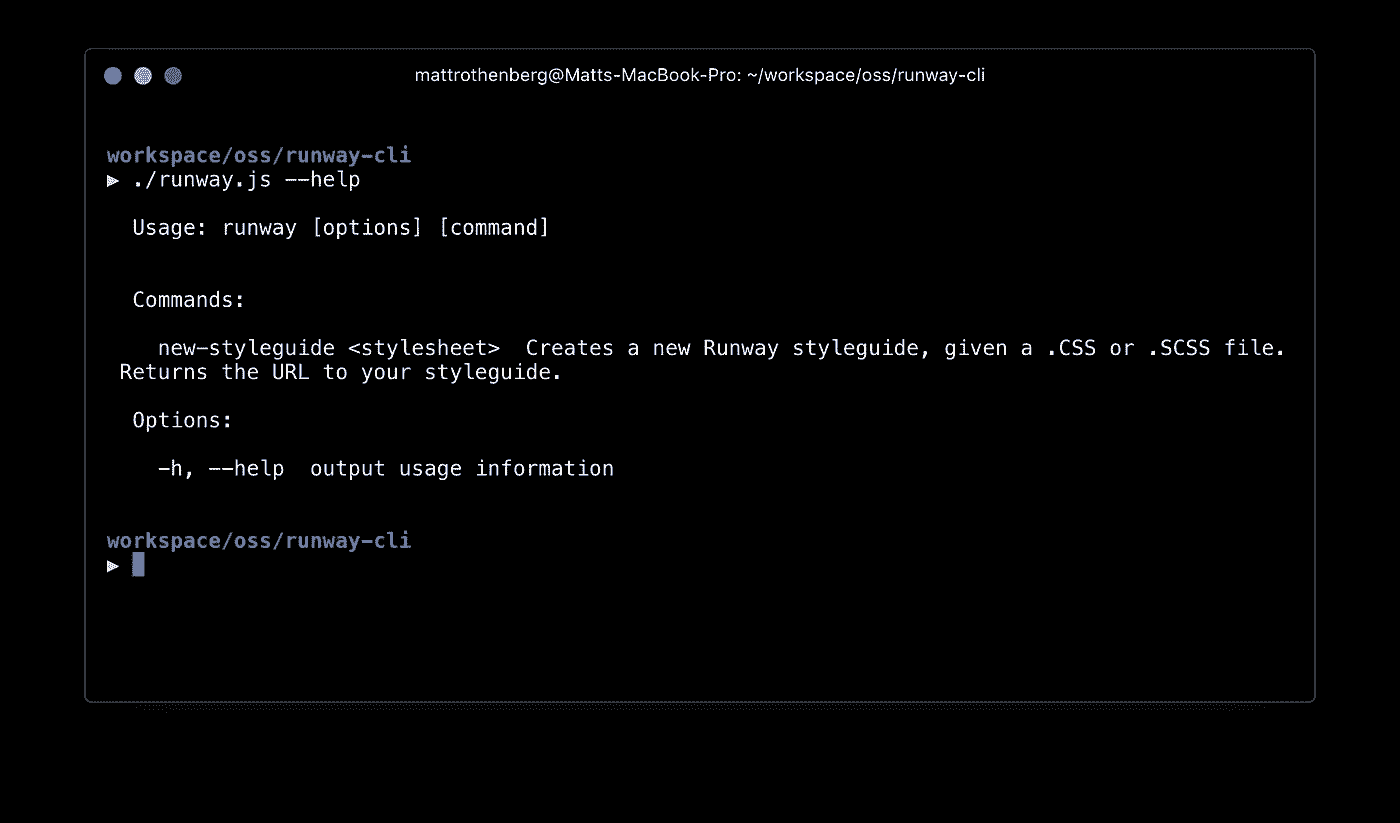 mattrothenberg@Matts-MacBook-Pro: ~/workspace/oss/runway-cli
workspace/oss/runway-cli
▶ ./runway.js --help
Usage: runway [options] [command]
Commands:
new-styleguide <stylesheet>  Creates a new Runway styleguide, given a .CSS or .SCSS file.
Returns the URL to your styleguide.
Options:
-h, --help  output usage information
workspace/oss/runway-cli
▶